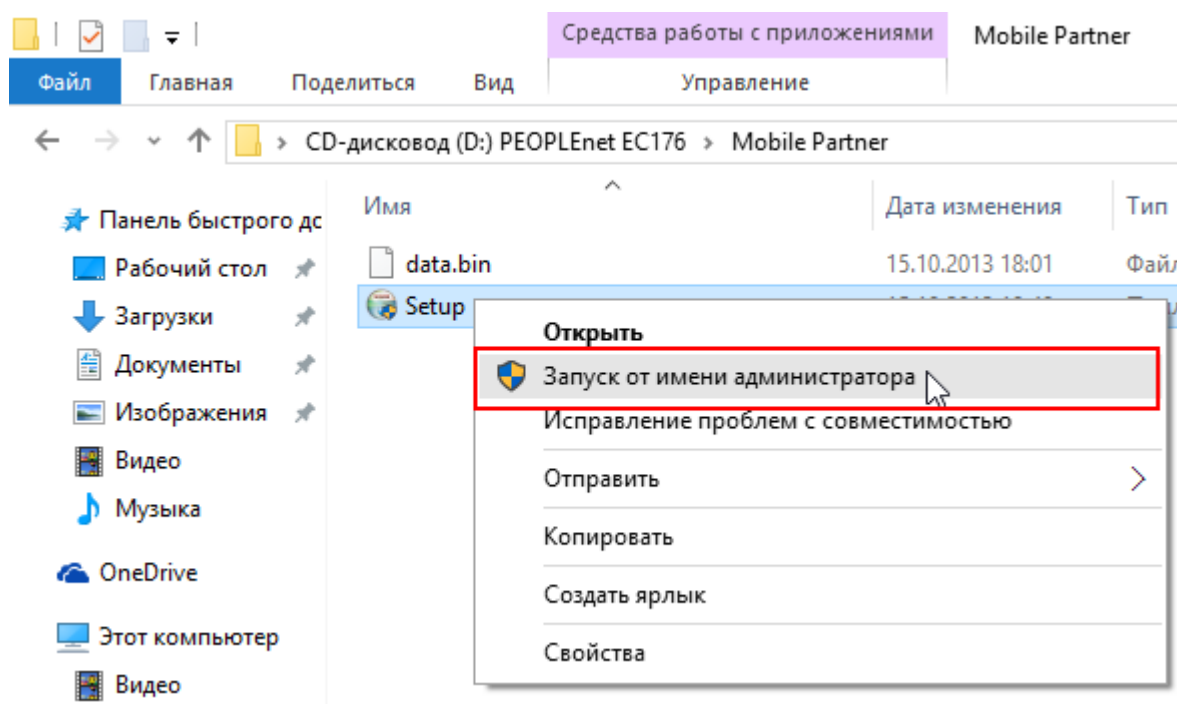 Средства работы с приложениями Mobile Partner
Файл Главная Поделиться Вид Управление
CD-дисковод (D:) PEOPLEnet EC176 Mobile Partner
Имя Дата изменения Тип
Панель быстрого дс
Рабочий стол
Загрузки
Документы
Изображения
Видео
Музыка
OneDrive
Этот компьютер
Видео
data.bin 15.10.2013 18:01 Файл
Setup
Открыть
Запуск от имени администратора
Исправление проблем с совместимостью
Отправить
Копировать
Создать ярлык
Свойства